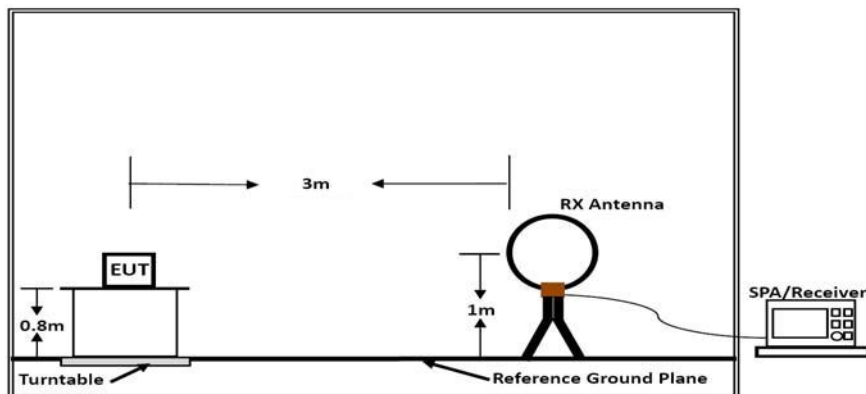 3m
RX Antenna
EUT
SPA/Receiver
0.8m
1m
Turntable
Reference Ground Plane